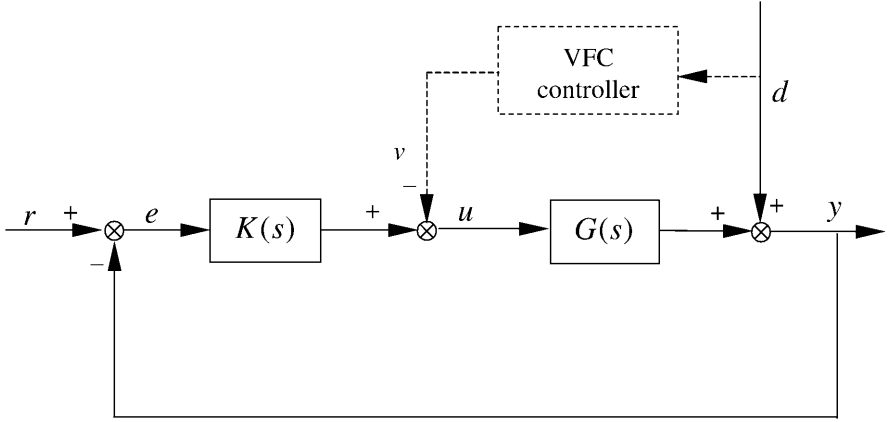 VFC
controller
d
v
−
r + e K(s) + u G(s) + + y
−